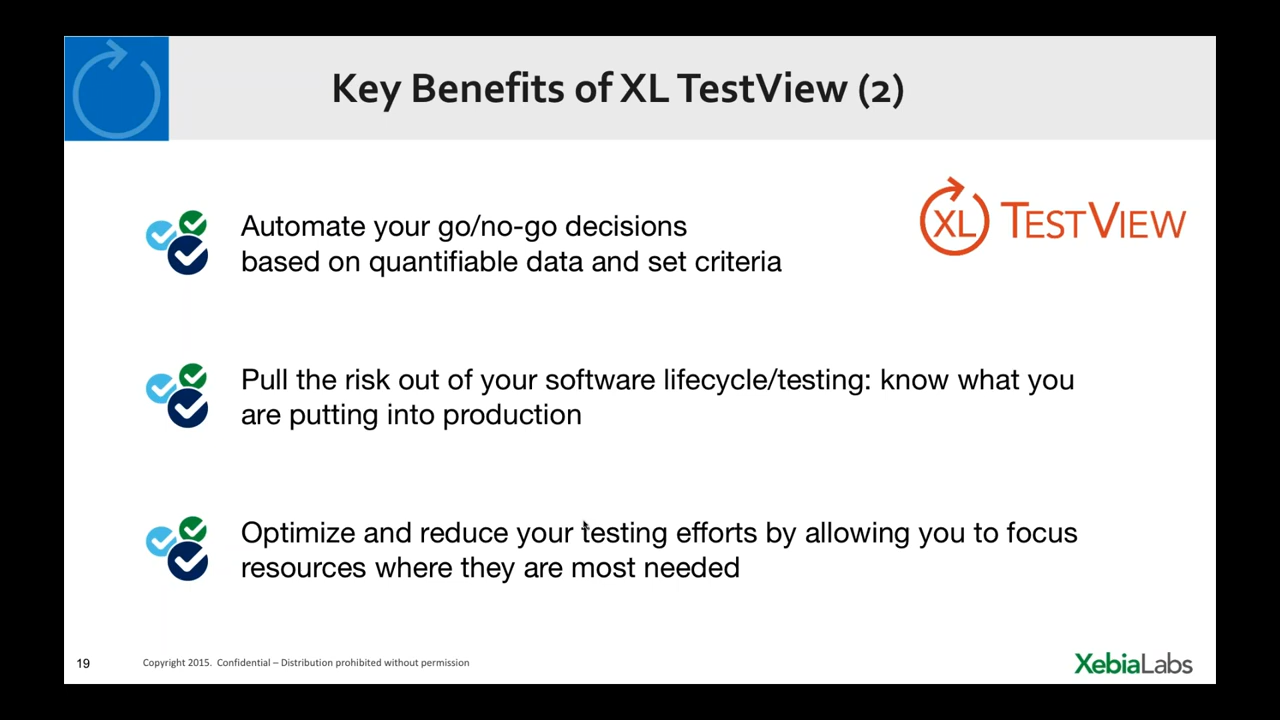 Key Benefits of XL TestView (2)
XL TESTVIEW
Automate your go/no-go decisions
based on quantifiable data and set criteria
Pull the risk out of your software lifecycle/testing: know what you
are putting into production
Optimize and reduce your testing efforts by allowing you to focus
resources where they are most needed
19
Copyright 2015. Confidential – Distribution prohibited without permission
XebiaLabs